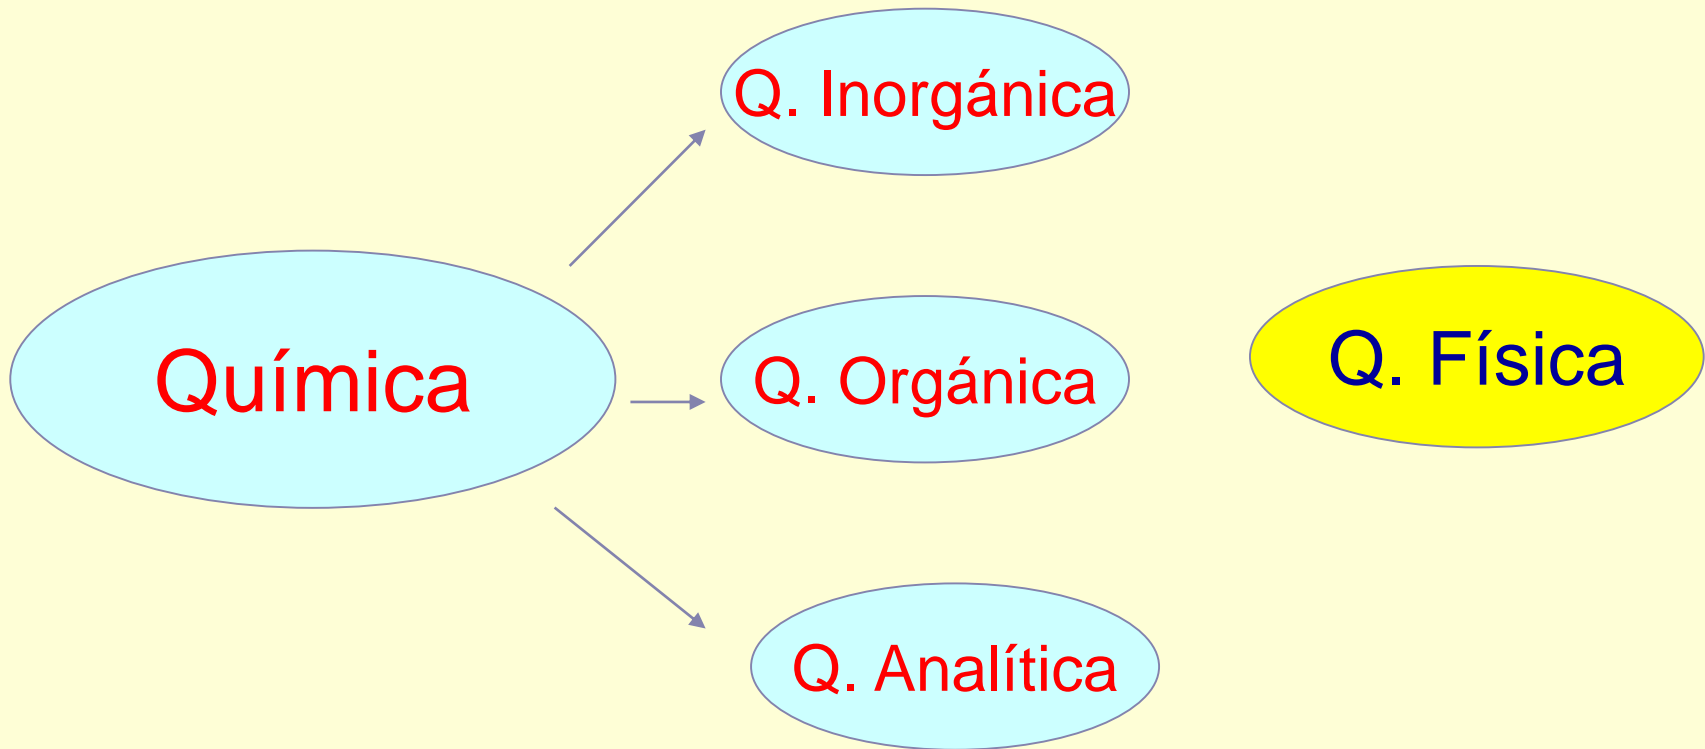 Q. Inorgánica
Química
Q. Orgánica
Q. Física
Q. Analítica